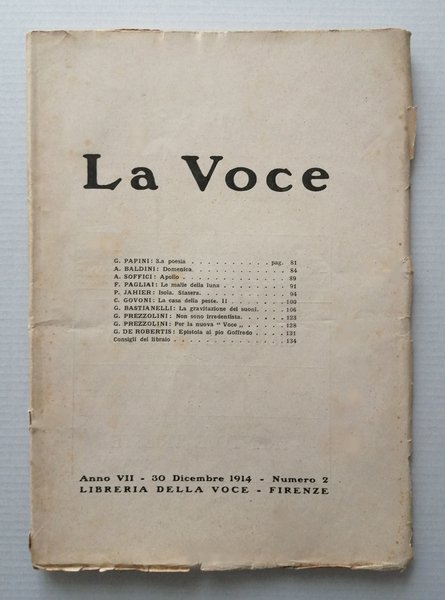 La Voce
G. PAPINI: 3.a poesia . . . . . . . . . . . pag. 81
A. BALDINI: Domenica. . . . . . . . . . . . 84
A. SOFFICI: Apollo . . . . . . . . . . . . 89
F. PAGLIAI: Le malie della luna . . . . . . . . 91
P. JAHIER: Isola. Stasera. . . . . . . . . . . 94
C. GOVONI: La casa della peste. II . . . . . . . 100
G. BASTIANELLI: La gravitazione dei suoni. . . . . 106
G. PREZZOLINI: Non sono irredentista. . . . . . . 123
G. PREZZOLINI: Per la nuova “ Voce „ . . . . . . 128
G. DE ROBERTIS: Epistola al pio Goffredo . . . . . 131
Consigli del libraio . . . . . . . . . . . . . 134
Anno VII - 30 Dicembre 1914 - Numero 2
LIBRERIA DELLA VOCE - FIRENZE